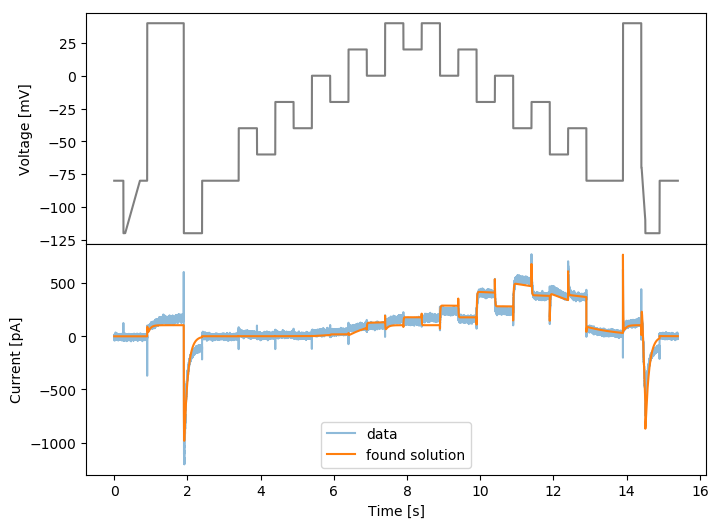 25
0
−25
−50
−75
−100
−125
Voltage [mV]
500
0
−500
−1000
Current [pA]
data
found solution
0 2 4 6 8 10 12 14 16
Time [s]